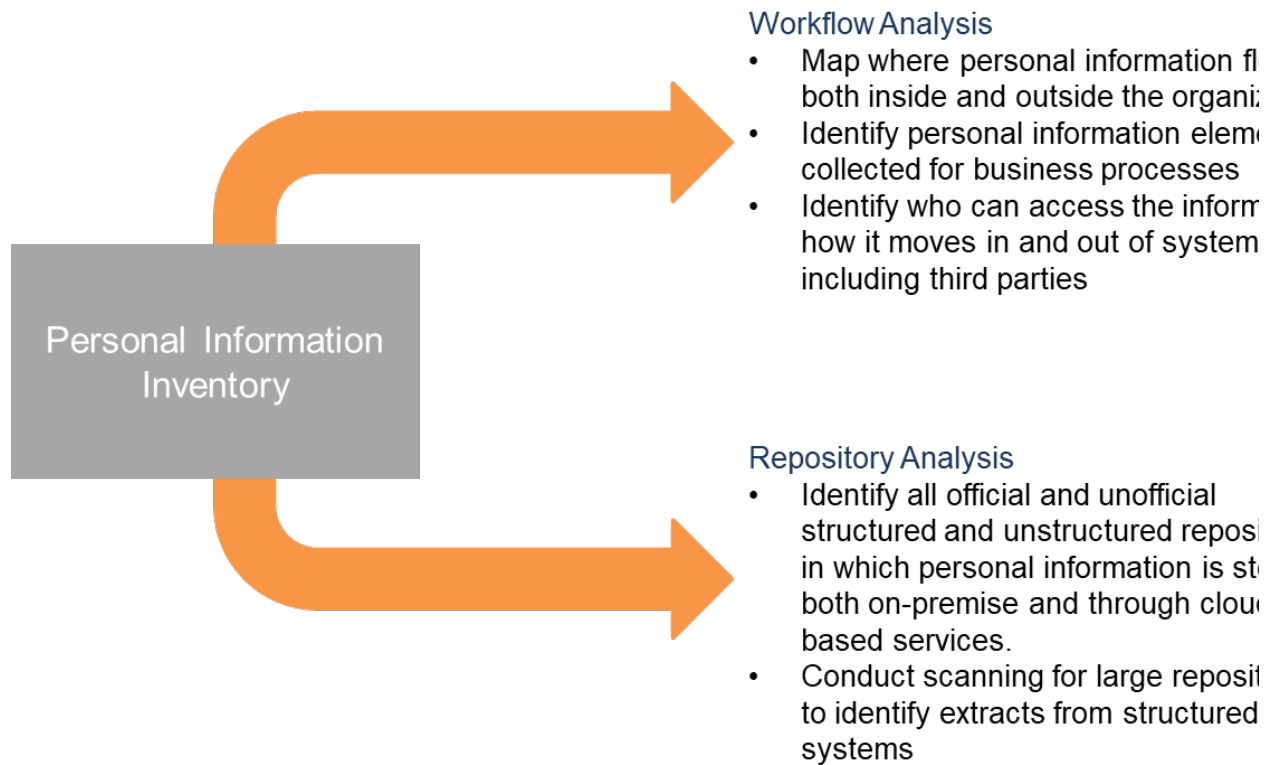 Workflow Analysis
• Map where personal information fl
both inside and outside the organi
• Identify personal information elem
collected for business processes
• Identify who can access the inform
how it moves in and out of system
including third parties
Personal Information
Inventory
Repository Analysis
• Identify all official and unofficial
structured and unstructured reposi
in which personal information is st
both on-premise and through clou
based services.
• Conduct scanning for large reposit
to identify extracts from structured
systems